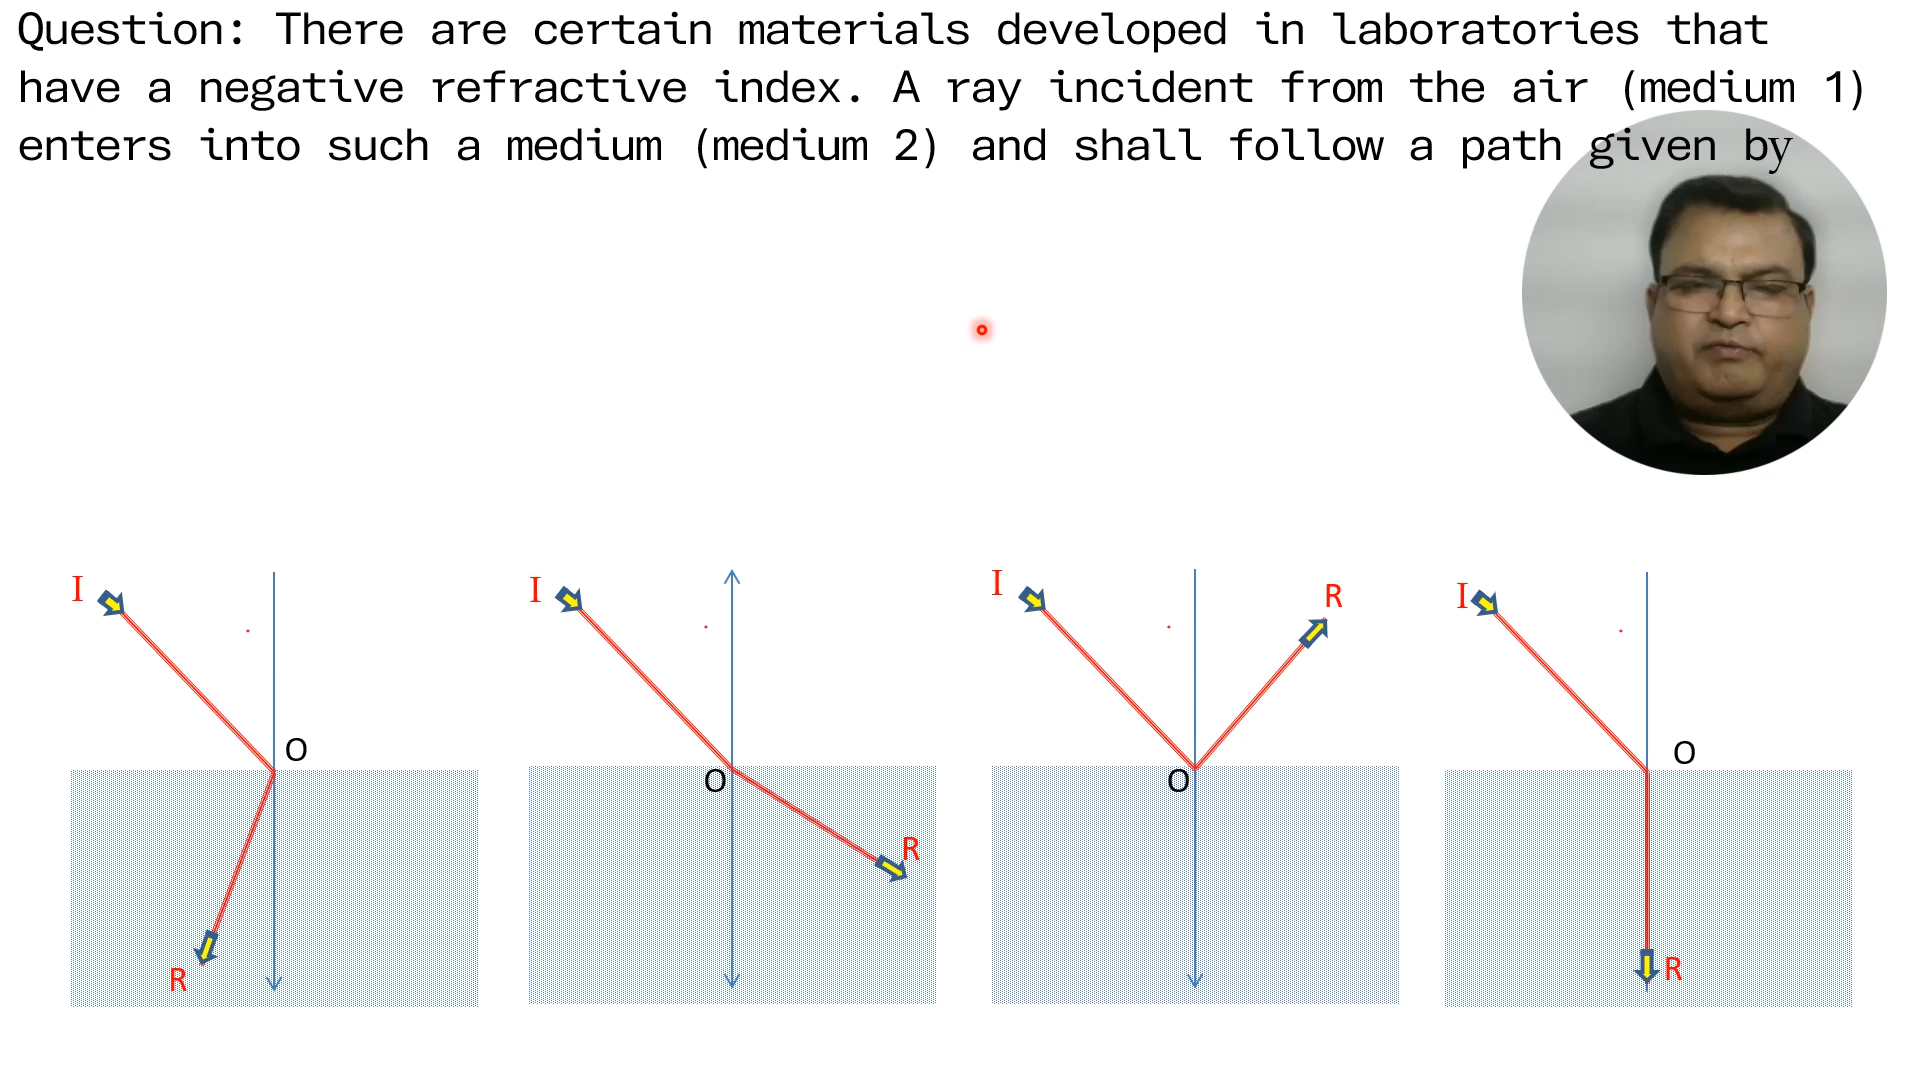 Question: There are certain materials developed in laboratories that
have a negative refractive index. A ray incident from the air (medium 1)
enters into such a medium (medium 2) and shall follow a path given by
I
O
R
I
O
R
I
R
O
I
O
R